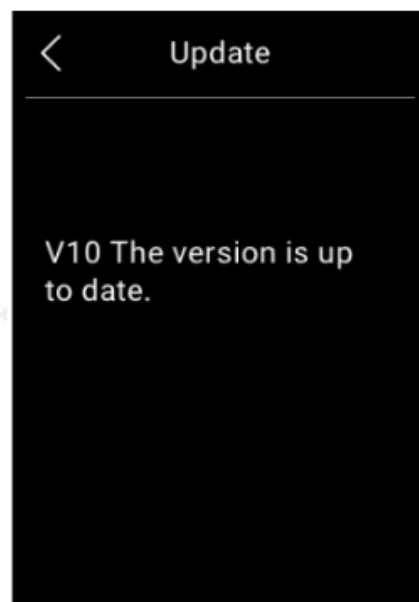 Update
V10 The version is up
to date.